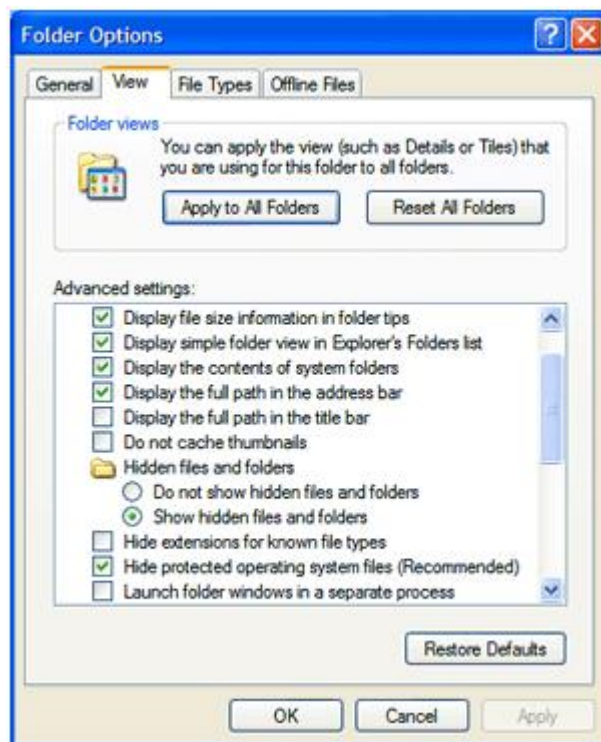 Folder Options
General View File Types Offline Files
Folder views
You can apply the view (such as Details or Tiles) that
you are using for this folder to all folders.
Apply to All Folders Reset All Folders
Advanced settings:
Display file size information in folder tips
Display simple folder view in Explorer's Folders list
Display the contents of system folders
Display the full path in the address bar
Display the full path in the title bar
Do not cache thumbnails
Hidden files and folders
Do not show hidden files and folders
Show hidden files and folders
Hide extensions for known file types
Hide protected operating system files (Recommended)
Launch folder windows in a separate process
Restore Defaults
OK Cancel Apply